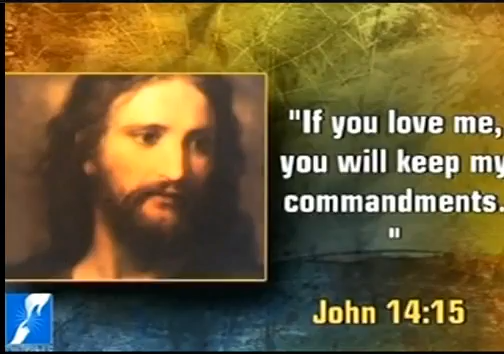 "If you love me,
you will keep my
commandments.
"
John 14:15